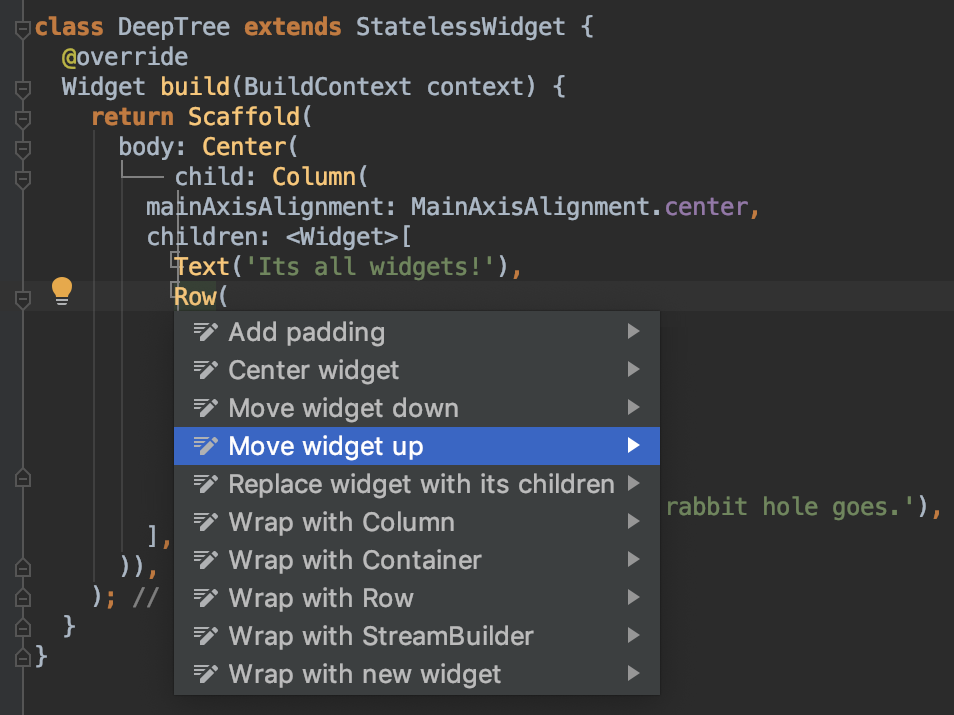 class DeepTree extends StatelessWidget {
@override
Widget build(BuildContext context) {
return Scaffold(
body: Center(
child: Column(
mainAxisAlignment: MainAxisAlignment.center,
children: <Widget>[
Text('Its all widgets!'),
Row(
Add padding
Center widget
Move widget down
Move widget up
Replace widget with its children
Wrap with Column
Wrap with Container
Wrap with Row
Wrap with StreamBuilder
Wrap with new widget
rabbit hole goes.'),
],
)),
); //
}
}